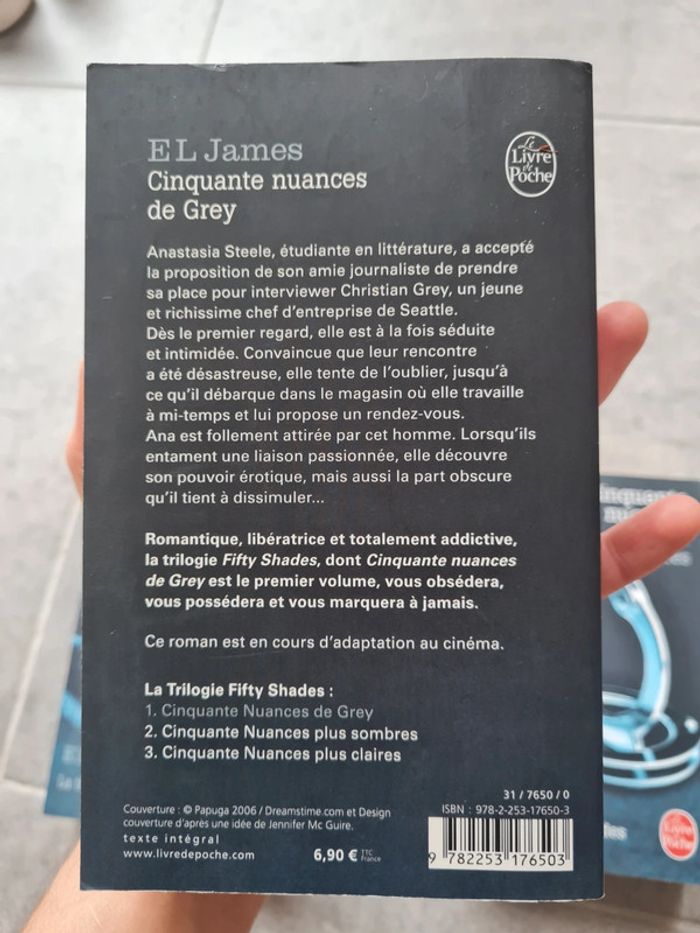 E L James
Cinquante nuances
de Grey
Le
Livre
de
Poche
Anastasia Steele, étudiante en littérature, a accepté
la proposition de son amie journaliste de prendre
sa place pour interviewer Christian Grey, un jeune
et richissime chef d'entreprise de Seattle.
Dès le premier regard, elle est à la fois séduite
et intimidée. Convaincue que leur rencontre
a été désastreuse, elle tente de l'oublier, jusqu'à
ce qu'il débarque dans le magasin où elle travaille
à mi-temps et lui propose un rendez-vous.
Ana est follement attirée par cet homme. Lorsqu'ils
entament une liaison passionnée, elle découvre
son pouvoir érotique, mais aussi la part obscure
qu'il tient à dissimuler...
Romantique, libératrice et totalement addictive,
la trilogie Fifty Shades, dont Cinquante nuances
de Grey est le premier volume, vous obsédera,
vous possédera et vous marquera à jamais.
Ce roman est en cours d'adaptation au cinéma.
La Trilogie Fifty Shades :
1. Cinquante Nuances de Grey
2. Cinquante Nuances plus sombres
3. Cinquante Nuances plus claires
Couverture : © Papuga 2006 / Dreamstime.com et Design
couverture d'après une idée de Jennifer Mc Guire.
texte intégral
www.livredepoche.com
6,90 € TTC
France
31 / 7650 / 0
ISBN : 978-2-253-17650-3
9 782253 176503
Le
Livre
de
Poche